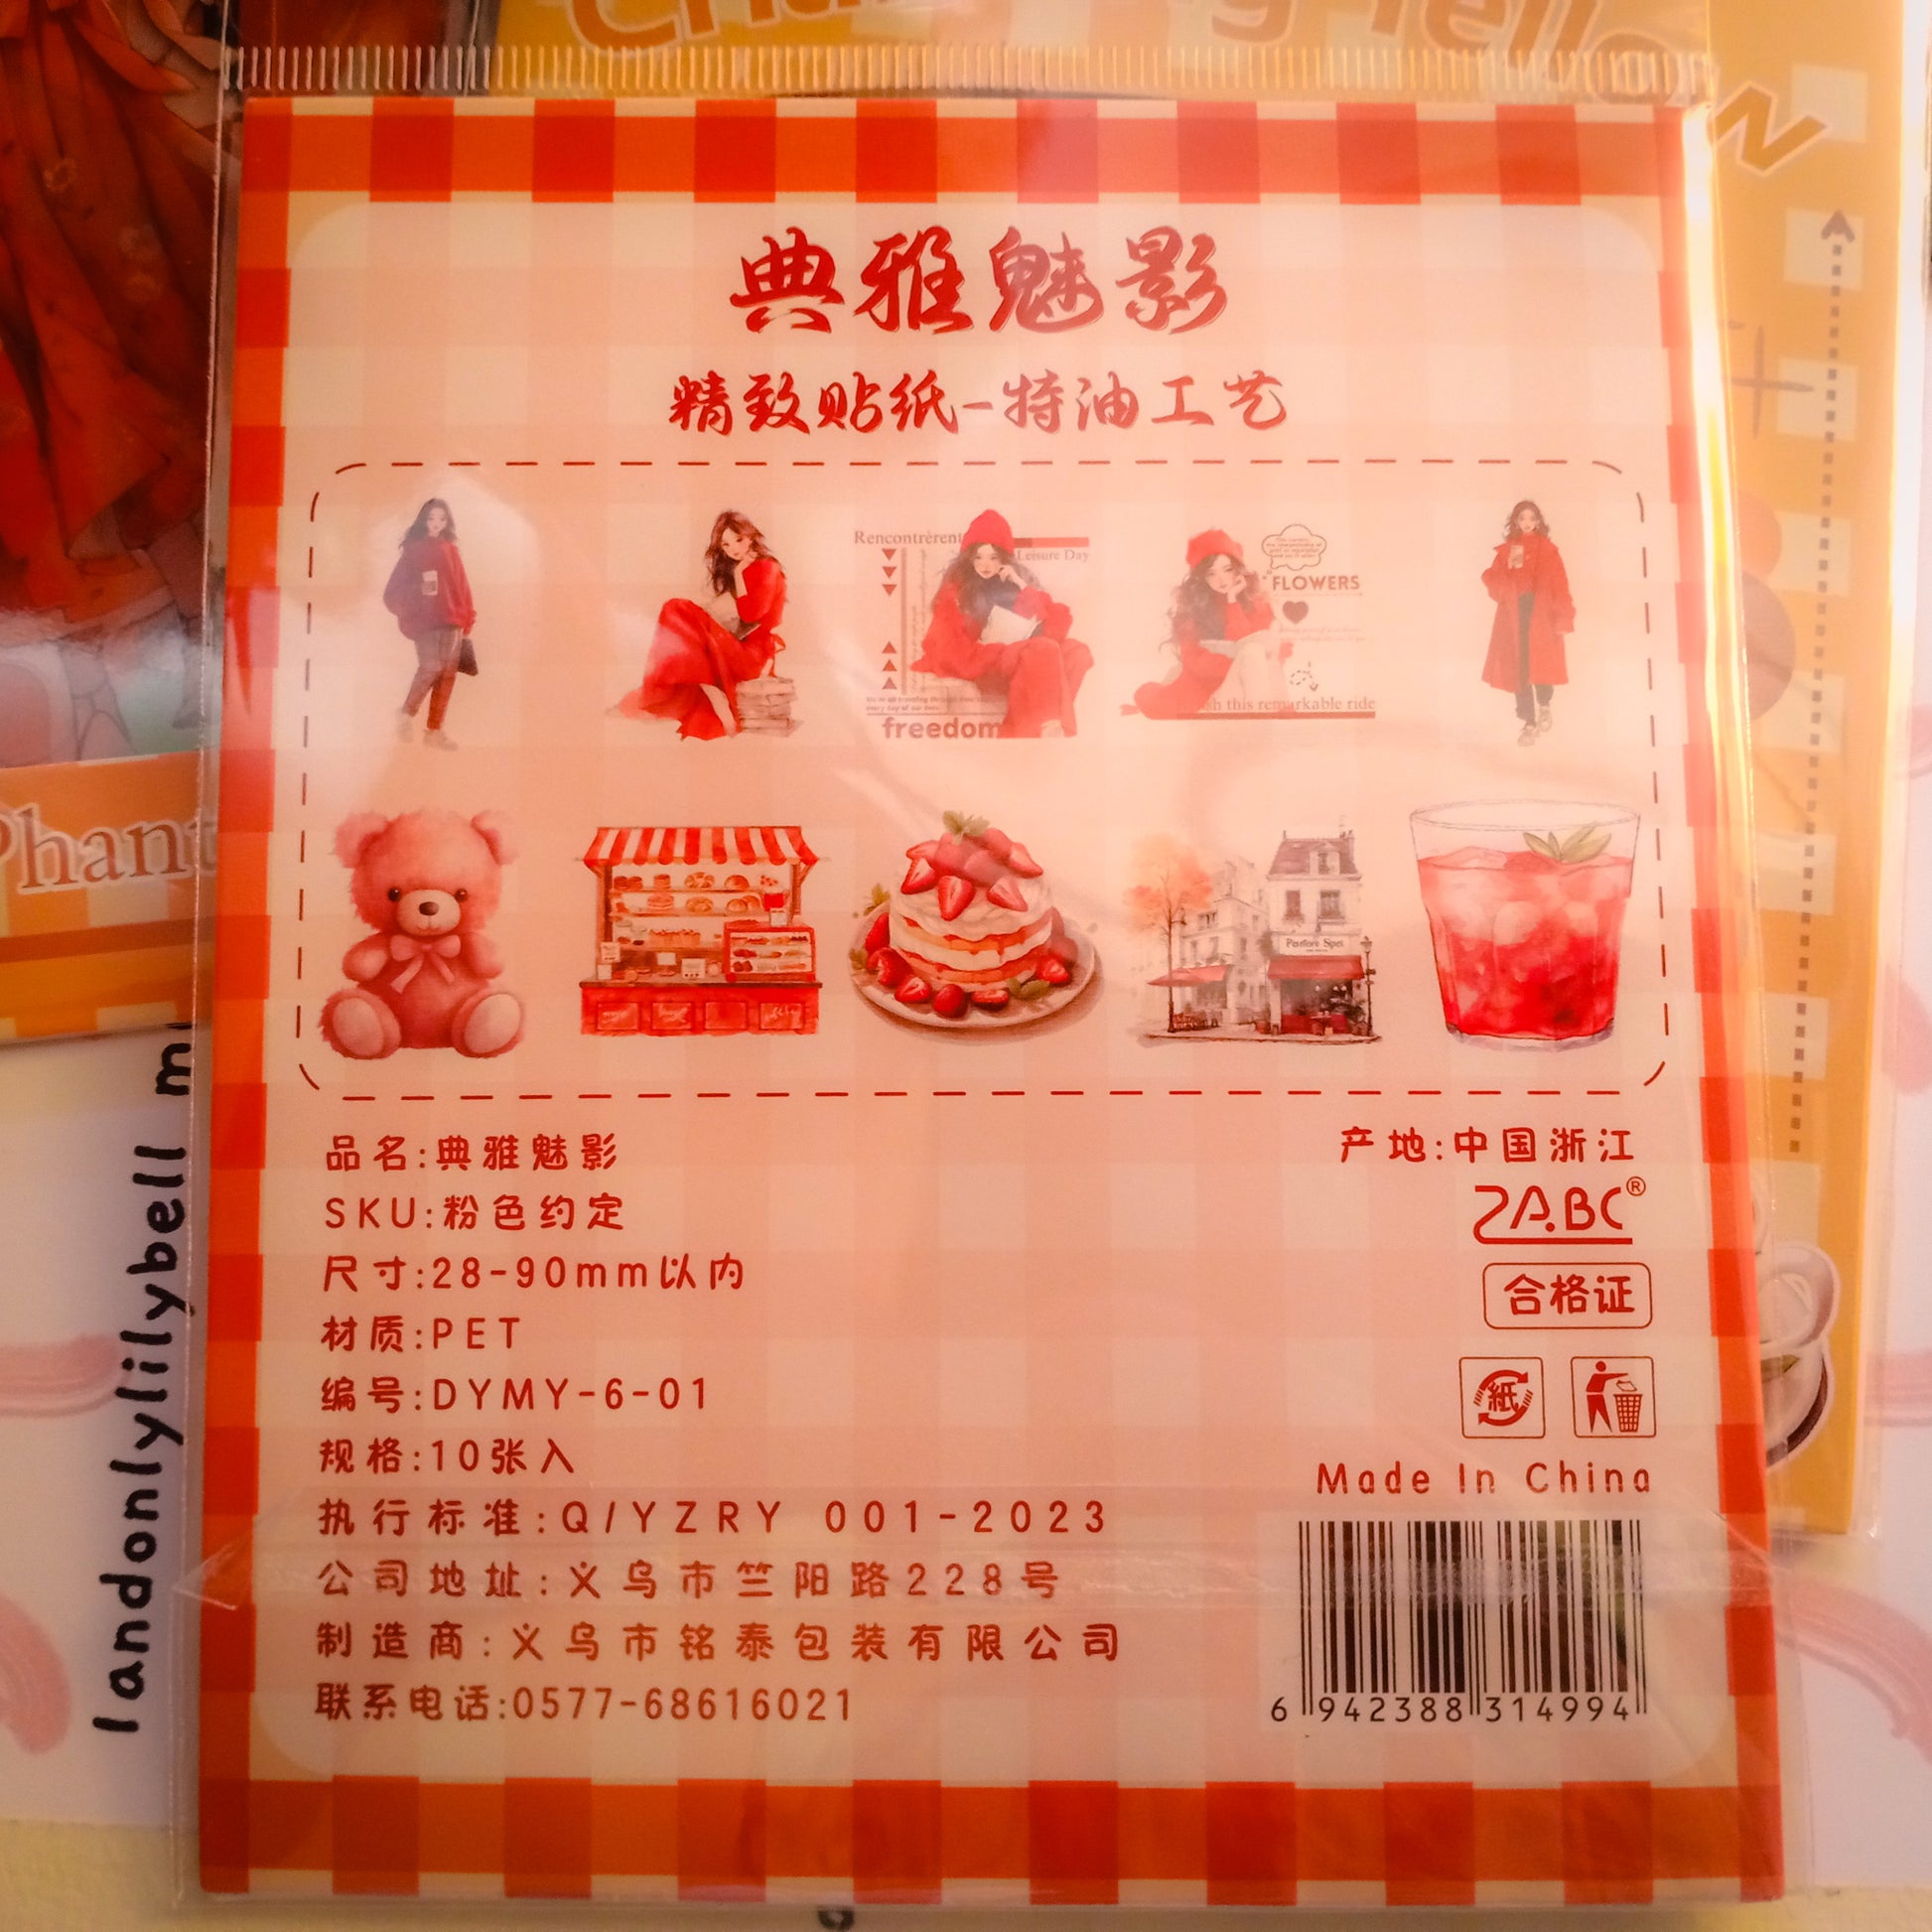 Charming Yellow
Phant
landonlylilybell
典雅魅影
精致贴纸-特油工艺
Rencontrèrent
Leisure Day
freedom
FLOWERS
this remarkable ride
品名:典雅魅影
SKU:粉色约定
尺寸:28-90mm以内
材质:PET
编号:DYMY-6-01
规格:10张入
执行标准:Q/YZRY 001-2023
公司地址:义乌市竺阳路228号
制造商:义乌市铭泰包装有限公司
联系电话:0577-68616021
产地:中国浙江
ZABC®
合格证
紙
Made In China
6 942388 314994